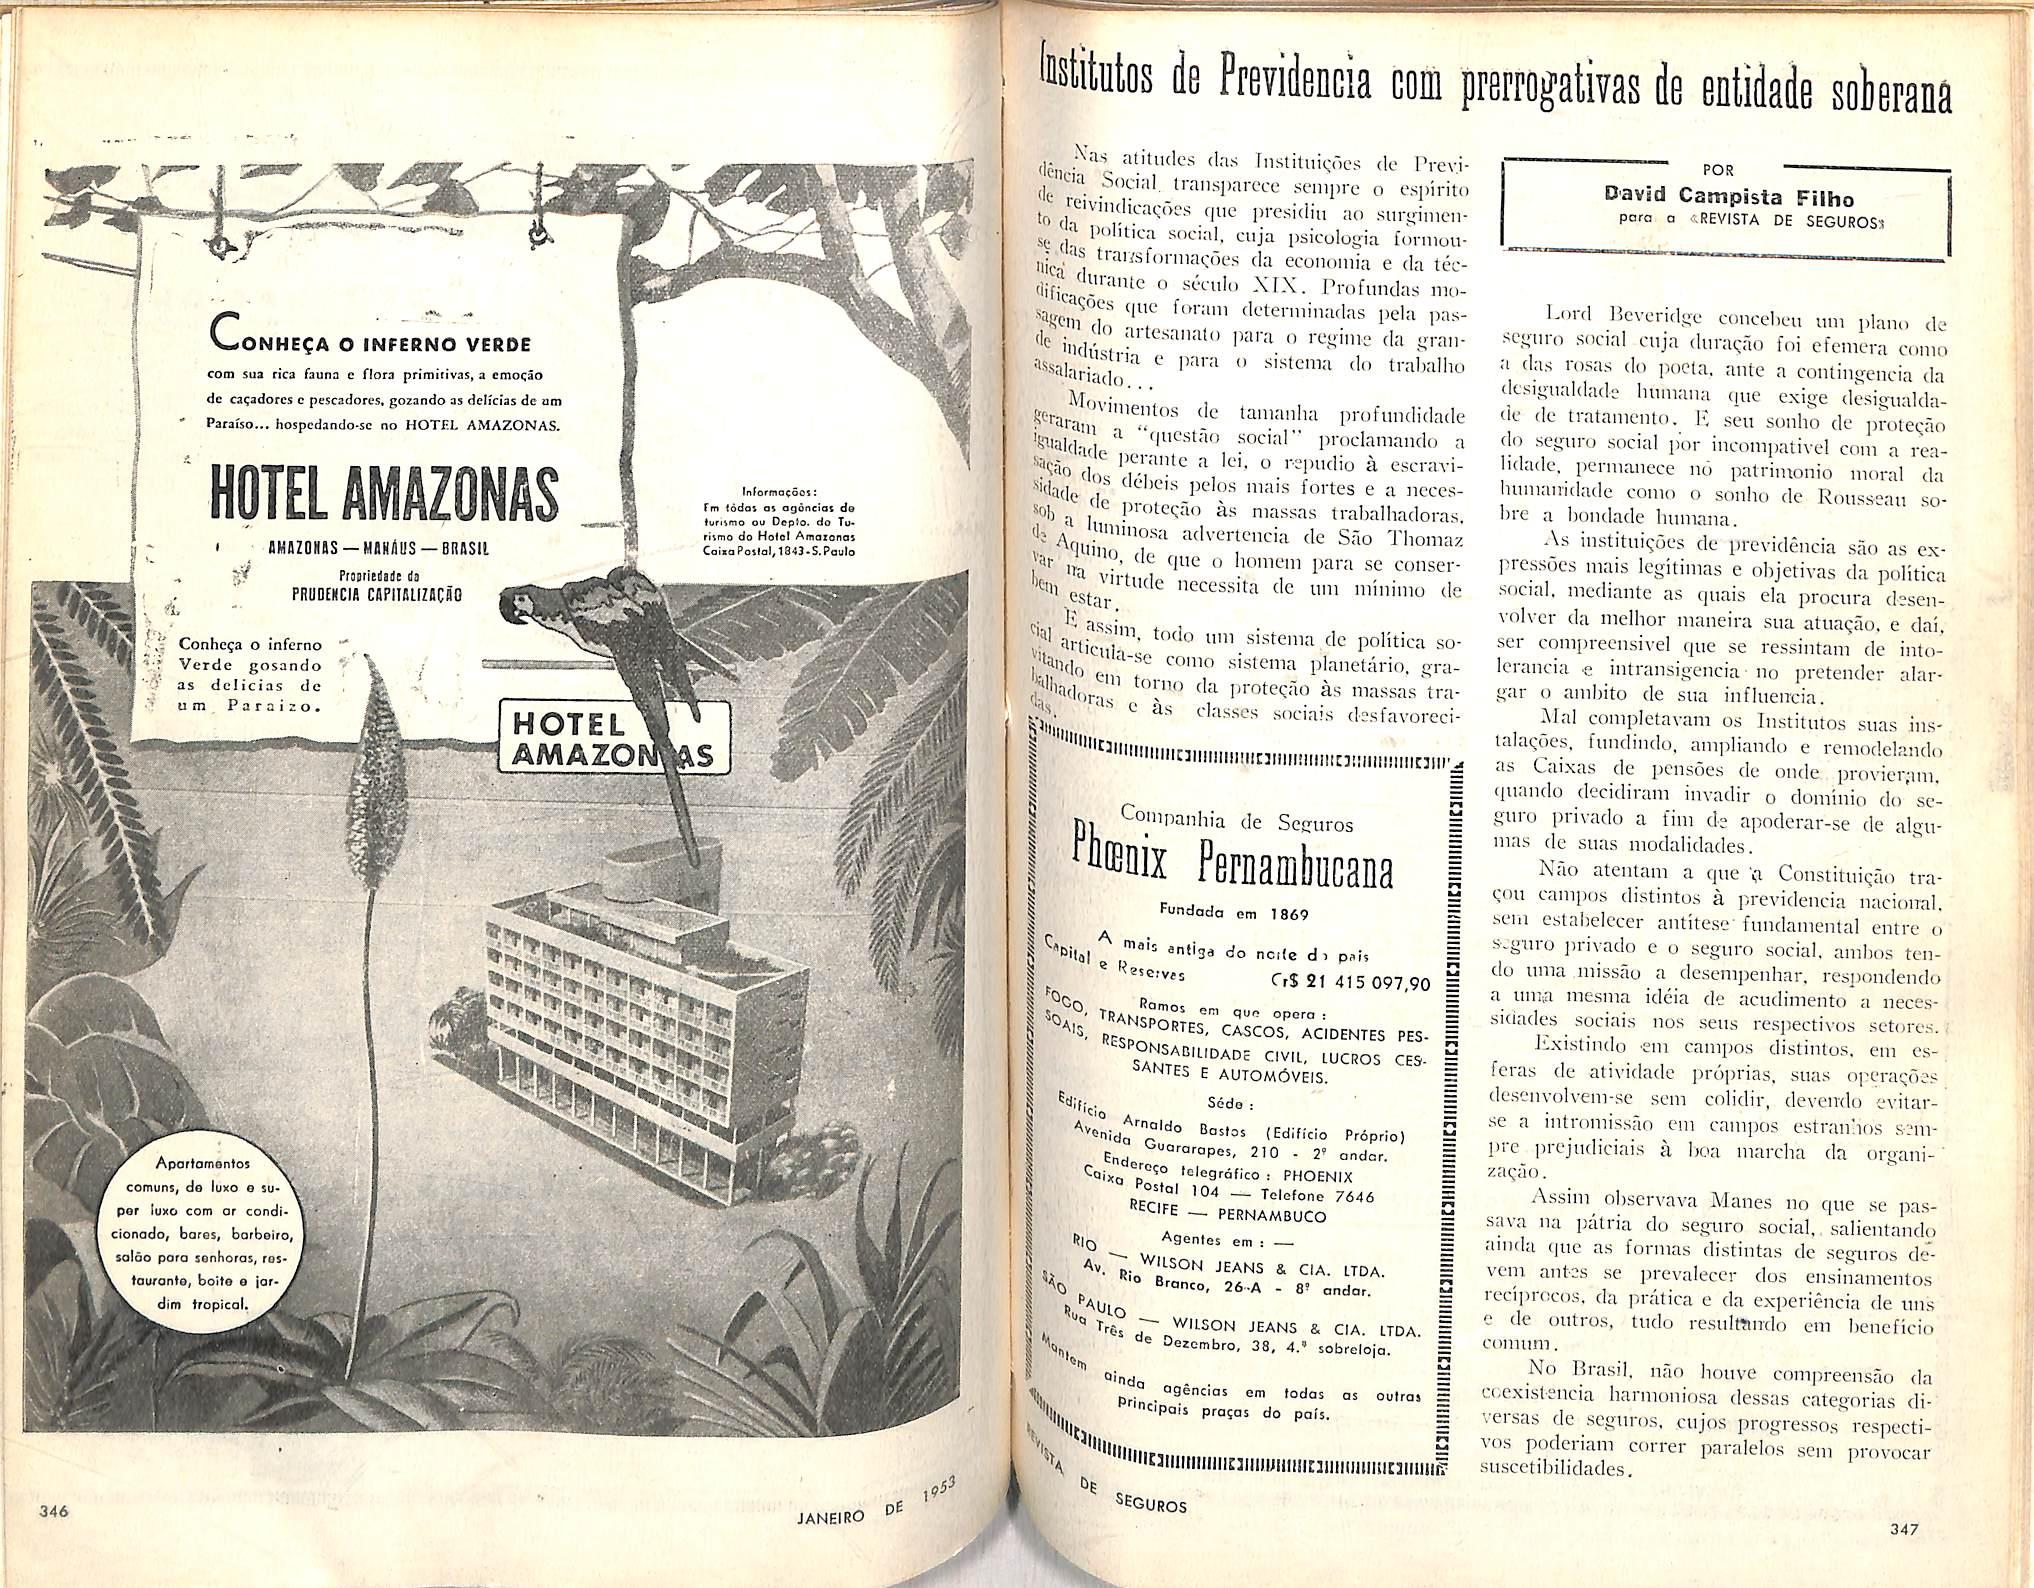 CONHEÇA O INFERNO VERDE
com sua rica fauna e flora primitivas, a emoção
de caçadores e pescadores, gozando as delícias de um
Paraíso... hospedando-se no HOTEL AMAZONAS.
HOTEL AMAZONAS
AMAZONAS — MANÁUS — BRASIL
Propriedade da
PRUDENCIA CAPITALIZAÇÃO
Informações:
Em tôdas as agências de
turismo ou Depto. de Tu-
rismo do Hotel Amazonas
Caixa Postal, 1843-S. Paulo
Conheça o inferno
Verde gosando
as delicias de
um Paraizo.
HOTEL
AMAZONAS
Apartamentos
comuns, de luxo e su-
per luxo com ar condi-
cionado, bares, barbeiro,
salão para senhoras, res-
taurante, boite e jar-
dim tropical.
346
JANEIRO DE 1953
Institutos de Previdencia com prerrogativas de entidade soberana
POR
David Campista Filho
para a «REVISTA DE SEGUROS»
Nas atitudes das Instituições de Previ-
dência Social transparece sempre o espírito
de reivindicações que presidiu ao surgimen-
to da política social, cuja psicologia formou-
se das transformações da economia e da téc-
nica durante o século XIX. Profundas mo-
dificações que foram determinadas pela pas-
sagem do artesanato para o regime da gran-
de indústria e para o sistema do trabalho
assalariado...
Movimentos de tamanha profundidade
geraram a "questão social" proclamando a
igualdade perante a lei, o repudio à escravi-
sação dos débeis pelos mais fortes e a neces-
sidade de proteção às massas trabalhadoras,
sob a luminosa advertencia de São Thomaz
de Aquino, de que o homem para se conser-
var na virtude necessita de um mínimo de
bem estar.
E assim, todo um sistema de política so-
cial articula-se como sistema planetário, gra-
vitando em torno da proteção às massas tra-
balhadoras e às classes sociais desfavoreci-
das.
Companhia de Seguros
Phœnix Pernambucana
Fundada em 1869
A mais antiga do norte do pais
Capital e Reservas Cr$ 21 415 097,90
Ramos em que opera :
FOGO, TRANSPORTES, CASCOS, ACIDENTES PES-
SOAIS, RESPONSABILIDADE CIVIL, LUCROS CES-
SANTES E AUTOMÓVEIS.
Séde :
Edifício Arnaldo Bastos (Edifício Próprio)
Avenida Guararapes, 210 - 2º andar.
Endereço telegráfico : PHOENIX
Caixa Postal 104 — Telefone 7646
RECIFE — PERNAMBUCO
Agentes em : —
RIO — WILSON JEANS & CIA. LTDA.
Av. Rio Branco, 26-A - 8º andar.
SÃO PAULO — WILSON JEANS & CIA. LTDA.
Rua Três de Dezembro, 38, 4.º sobreloja.
Mantem ainda agências em todas as outras
principais praças do país.
Lord Beveridge concebeu um plano de
seguro social cuja duração foi efemera como
a das rosas do poeta, ante a contingencia da
desigualdade humana que exige desigualda-
de de tratamento. E seu sonho de proteção
do seguro social por incompativel com a rea-
lidade, permanece nó patrimonio moral da
humanidade como o sonho de Rousseau so-
bre a bondade humana.
As instituições de previdência são as ex-
pressões mais legítimas e objetivas da política
social, mediante as quais ela procura desen-
volver da melhor maneira sua atuação, e daí,
ser compreensivel que se ressintam de into-
lerancia e intransigencia no pretender alar-
gar o ambito de sua influencia.
Mal completavam os Institutos suas ins-
talações, fundindo, ampliando e remodelando
as Caixas de pensões de onde provieram,
quando decidiram invadir o domínio do se-
guro privado a fim de apoderar-se de algu-
mas de suas modalidades.
Não atentam a que a Constituição tra-
çou campos distintos à previdencia nacional,
sem estabelecer antítese fundamental entre o
seguro privado e o seguro social, ambos ten-
do uma missão a desempenhar, respondendo
a uma mesma idéia de acudimento a neces-
sidades sociais nos seus respectivos setores.
Existindo em campos distintos, em es-
feras de atividade próprias, suas operações
desenvolvem-se sem colidir, devendo evitar-
se a intromissão em campos estranhos sem-
pre prejudiciais à boa marcha da organi-
zação.
Assim observava Manes no que se pas-
sava na pátria do seguro social, salientando
ainda que as formas distintas de seguros de-
vem antes se prevalecer dos ensinamentos
recíprocos, da prática e da experiência de uns
e de outros, tudo resultando em benefício
comum.
No Brasil, não houve compreensão da
coexistencia harmoniosa dessas categorias di-
versas de seguros, cujos progressos respecti-
vos poderiam correr paralelos sem provocar
suscetibilidades.
REVISTA DE SEGUROS
347